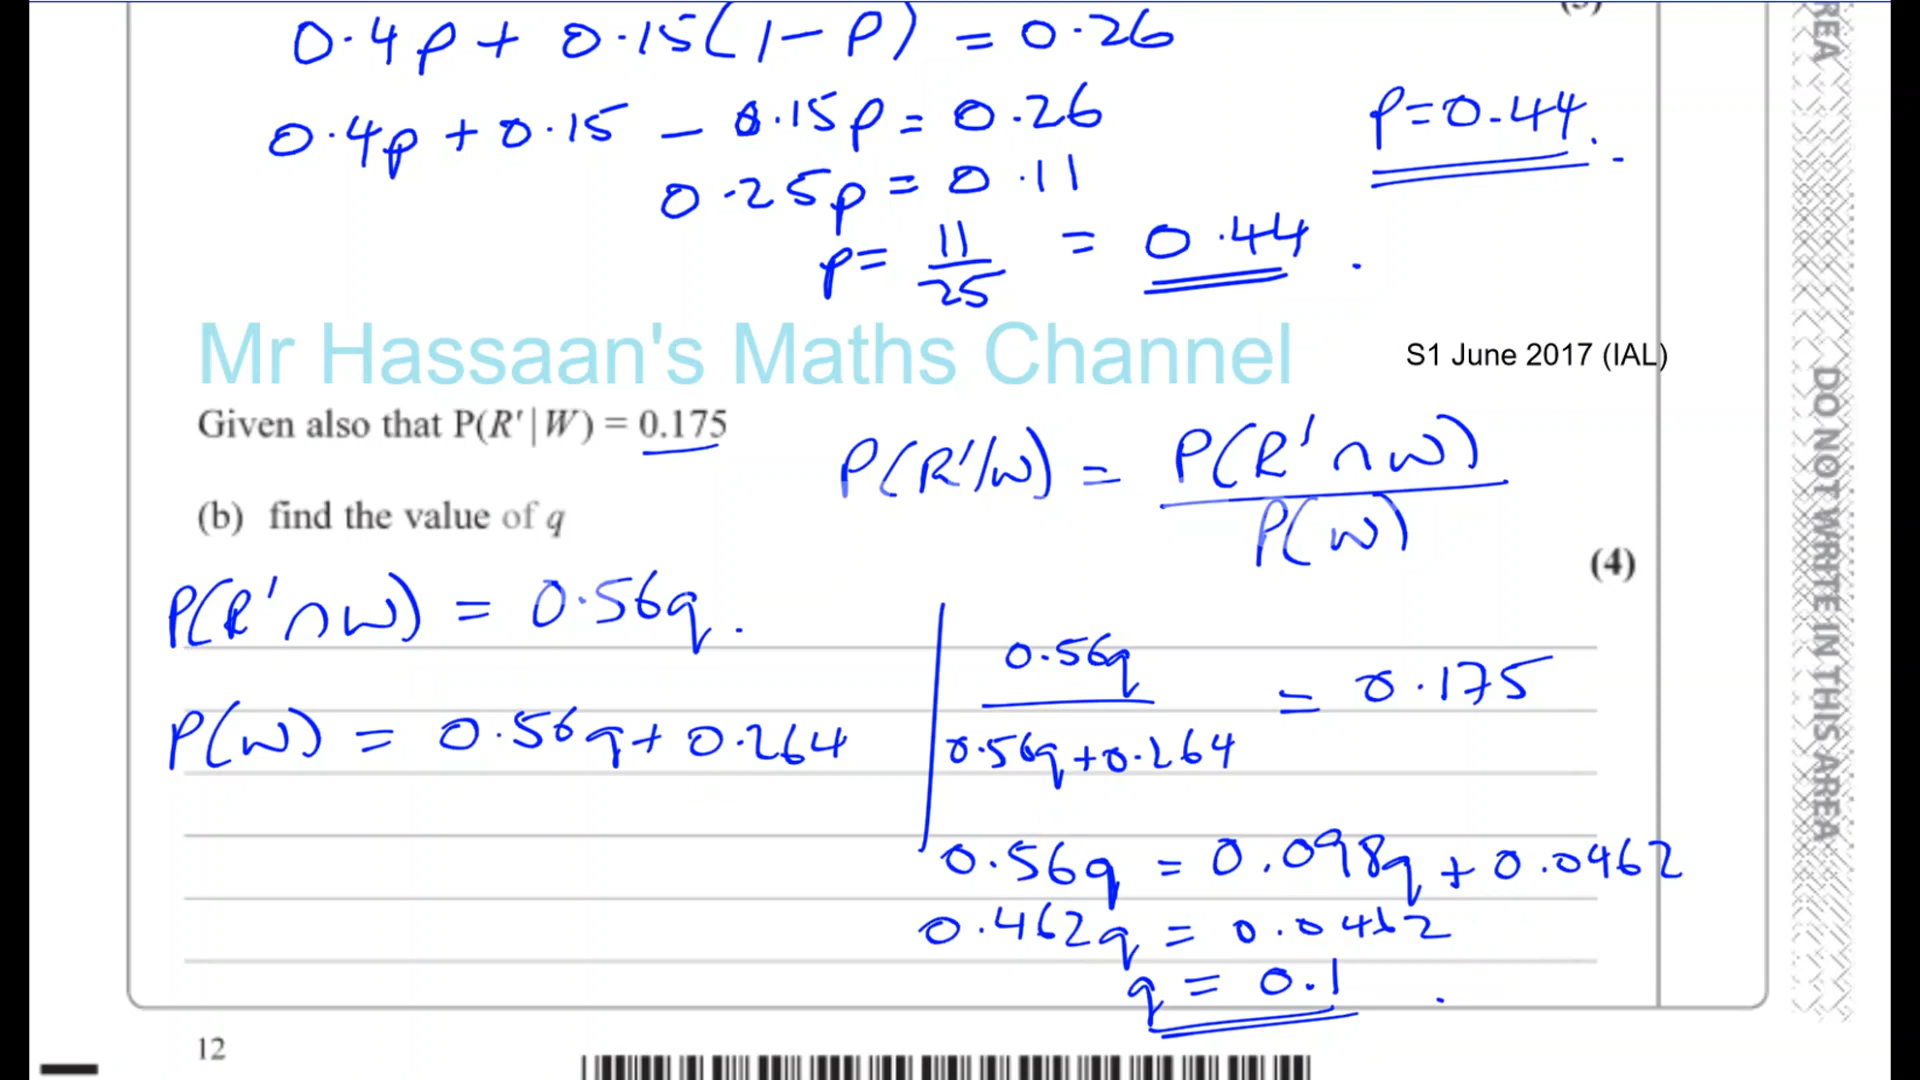 0.4p + 0.15(1-p) = 0.26
0.4p + 0.15 - 0.15p = 0.26
p = 0.44
0.25p = 0.11
p = 11/25 = 0.44
Mr Hassaan's Maths Channel
S1 June 2017 (IAL)
Given also that P(R'|W) = 0.175
P(R'/W) = P(R' ∩ W) / P(W)
(b) find the value of q
(4)
P(R' ∩ W) = 0.56q.
P(W) = 0.56q + 0.264
0.56q / 0.56q + 0.264 = 0.175
0.56q = 0.098q + 0.0462
0.462q = 0.0462
q = 0.1
12
AREA
DO NOT WRITE IN THIS AREA